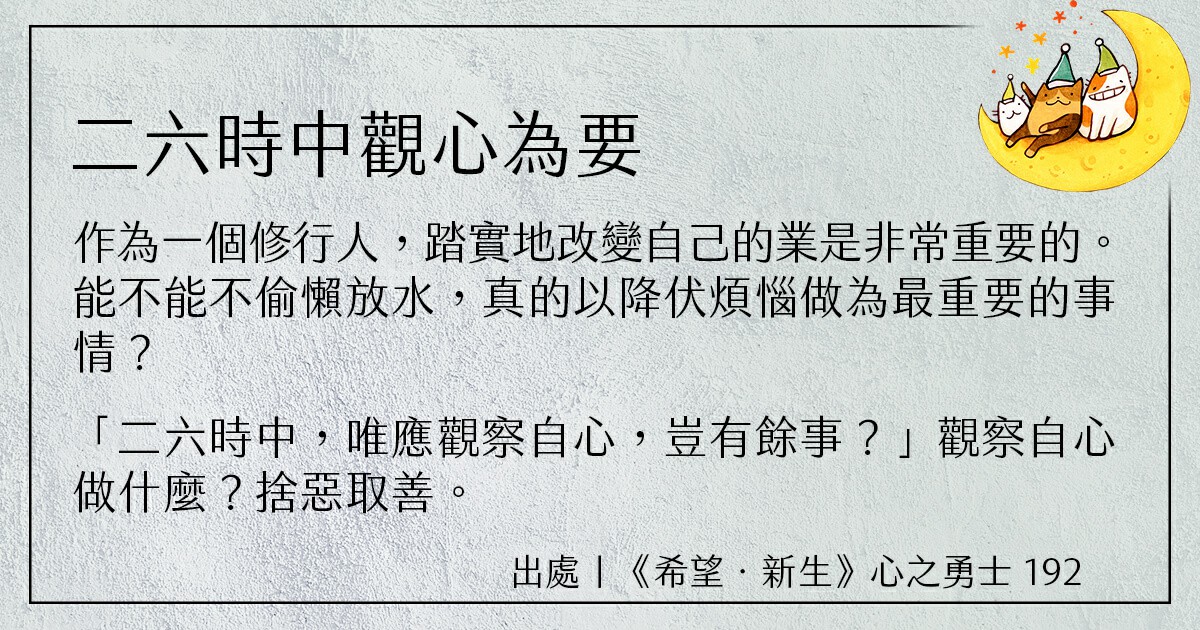 二六時中觀心為要
作為一個修行人，踏實地改變自己的業是非常重要的。
能不能不偷懶放水，真的以降伏煩惱做為最重要的事
情？
「二六時中，唯應觀察自心，豈有餘事？」觀察自心
做什麼？捨惡取善。
出處｜《希望．新生》心之勇士 192